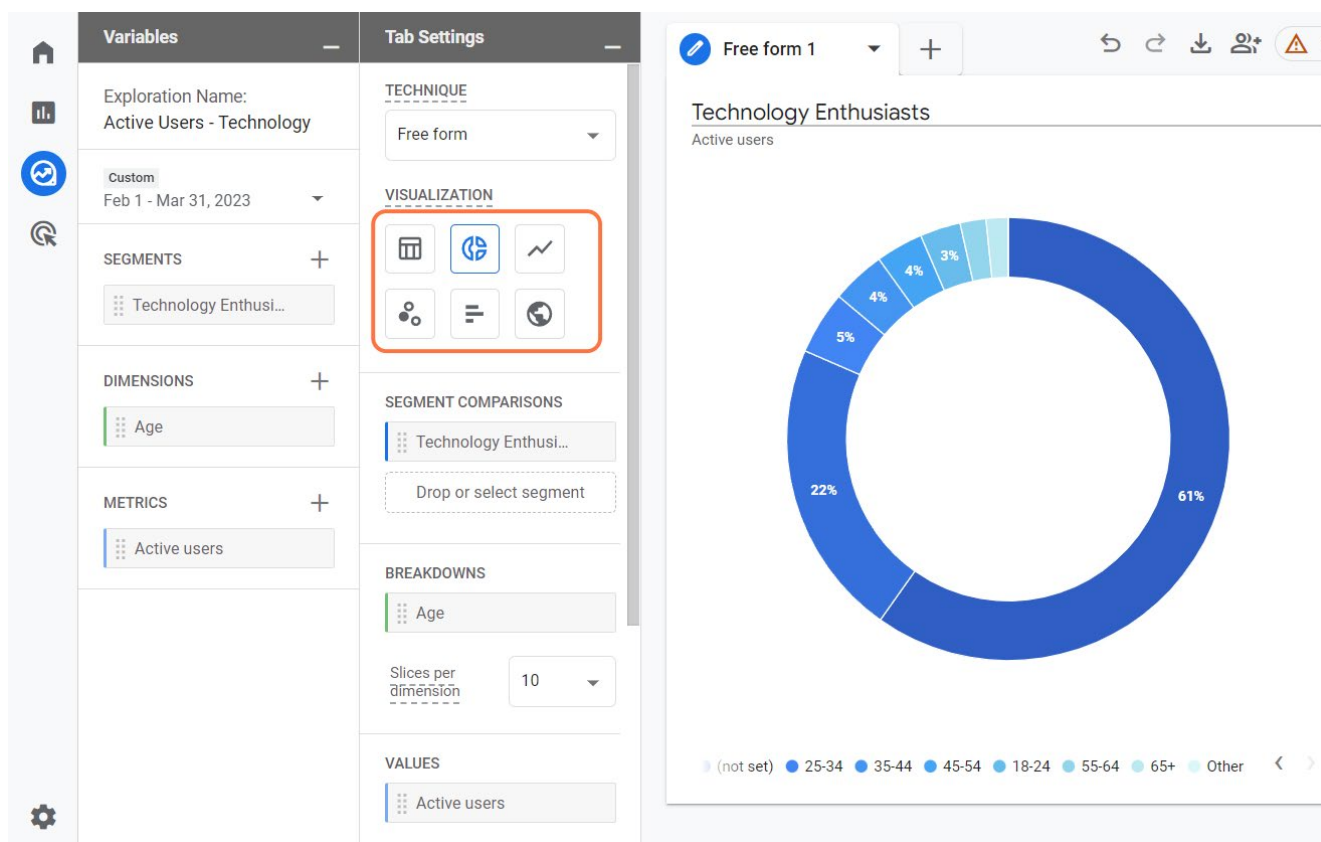 Variables
Exploration Name:
Active Users - Technology
Custom
Feb 1 - Mar 31, 2023
SEGMENTS
Technology Enthusi...
DIMENSIONS
Age
METRICS
Active users
Tab Settings
TECHNIQUE
Free form
VISUALIZATION
SEGMENT COMPARISONS
Technology Enthusi...
Drop or select segment
BREAKDOWNS
Age
Slices per
dimension
10
VALUES
Active users
Free form 1
Technology Enthusiasts
Active users
3%
4%
4%
5%
22%
61%
(not set) 25-34 35-44 45-54 18-24 55-64 65+ Other